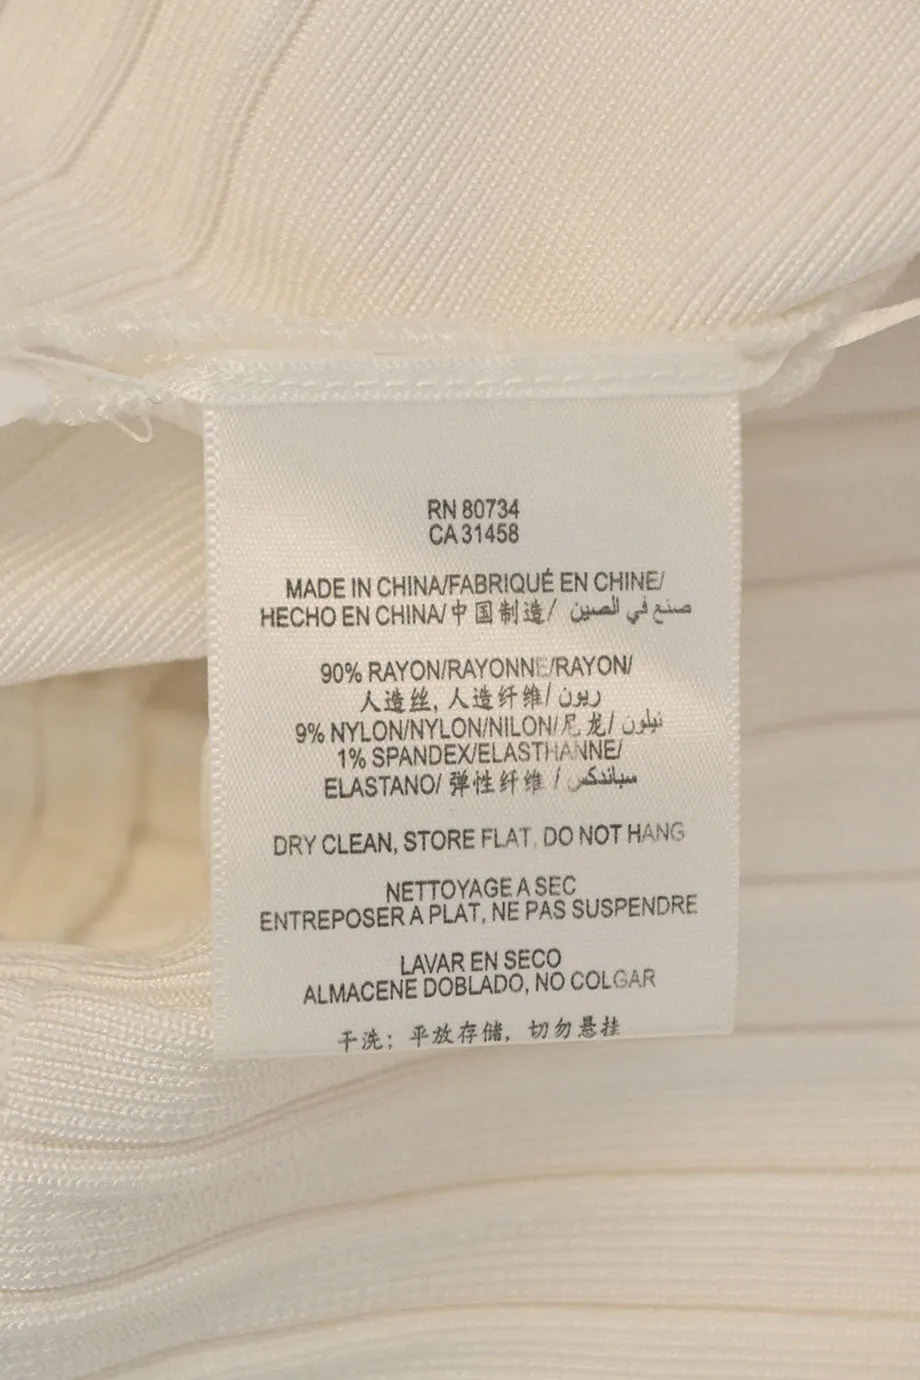 RN 80734
CA 31458
MADE IN CHINA/FABRIQUÉ EN CHINE/
HECHO EN CHINA/中国制造/ صنع في الصين
90% RAYON/RAYONNE/RAYON/
人造丝, 人造纤维/ ريون/
9% NYLON/NYLON/NILON/尼龙/ نيلون/
1% SPANDEX/ELASTHANNE/
ELASTANO/ 弹性纤维 / سباندكس
DRY CLEAN, STORE FLAT, DO NOT HANG
NETTOYAGE A SEC
ENTREPOSER A PLAT, NE PAS SUSPENDRE
LAVAR EN SECO
ALMACENE DOBLADO, NO COLGAR
干洗; 平放存储, 切勿悬挂